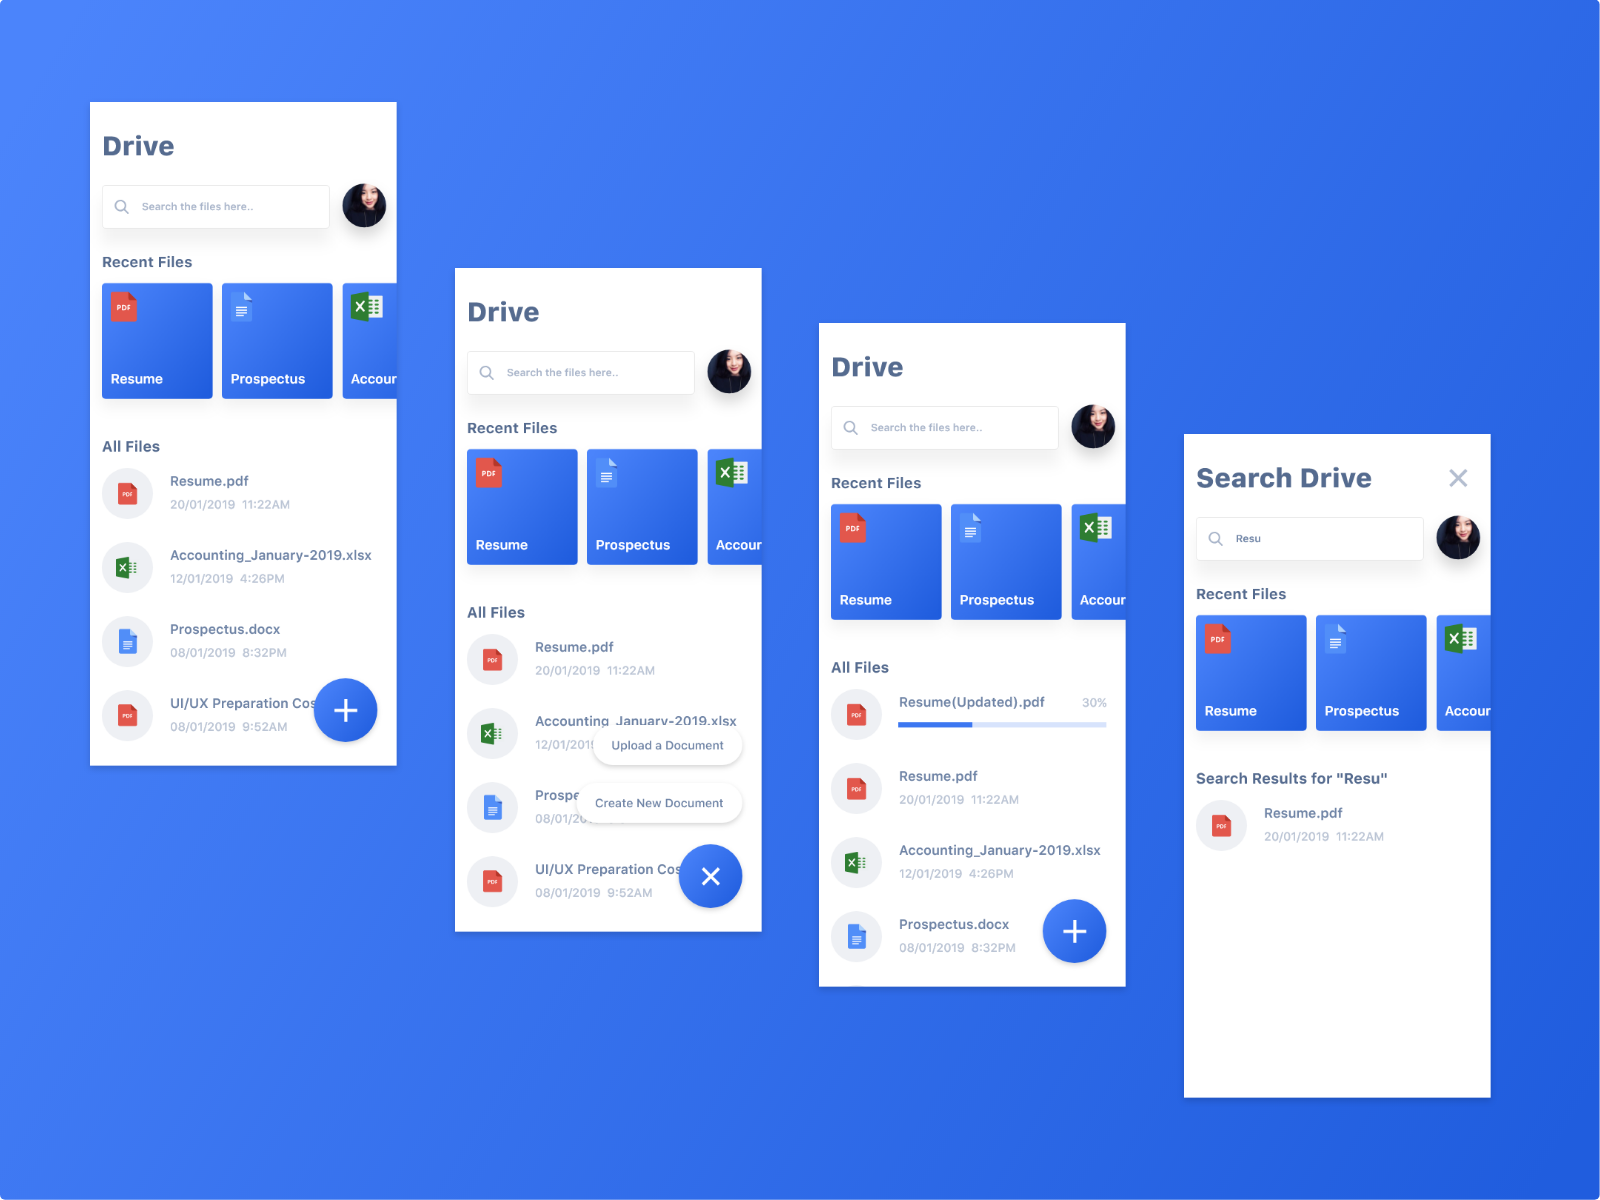 Drive
Search the files here..
Recent Files
PDF
Resume
Prospectus
X
Accour
All Files
PDF
Resume.pdf
20/01/2019 11:22AM
X
Accounting_January-2019.xlsx
12/01/2019 4:26PM
Prospectus.docx
08/01/2019 8:32PM
PDF
UI/UX Preparation Cos
08/01/2019 9:52AM
Drive
Search the files here..
Recent Files
PDF
Resume
Prospectus
X
Accour
All Files
PDF
Resume.pdf
20/01/2019 11:22AM
X
Accounting_January-2019.xlsx
12/01/2019
Upload a Document
Prospe
08/01/20
Create New Document
PDF
UI/UX Preparation Cos
08/01/2019 9:52AM
Drive
Search the files here..
Recent Files
PDF
Resume
Prospectus
X
Accour
All Files
PDF
Resume(Updated).pdf 30%
PDF
Resume.pdf
20/01/2019 11:22AM
X
Accounting_January-2019.xlsx
12/01/2019 4:26PM
Prospectus.docx
08/01/2019 8:32PM
Search Drive
Resu
Recent Files
PDF
Resume
Prospectus
X
Accour
Search Results for "Resu"
PDF
Resume.pdf
20/01/2019 11:22AM